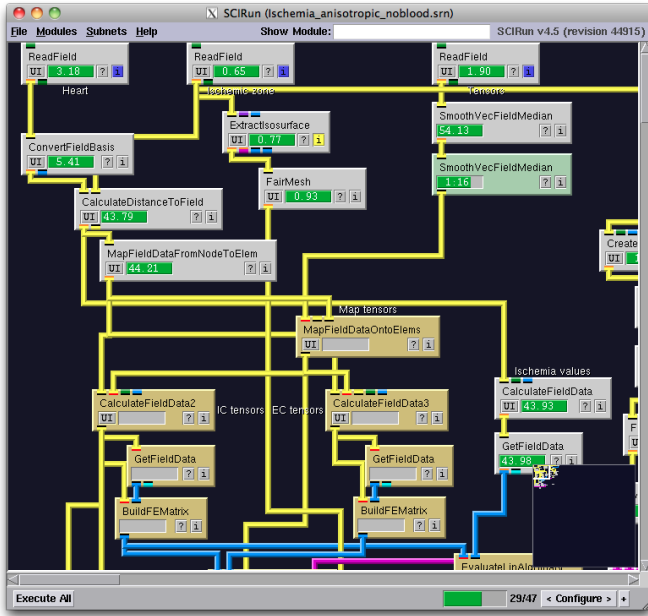 SCIRun (Ischemia_anisotropic_noblood.srn)
File Modules Subnets Help Show Module: SCIRun v4.5 (revision 44915)
ReadField
UI 3.18 ? i
Heart
ReadField
UI 0.65 ? i
Ischemic zone
ReadField
UI 1.90 ? i
Tensors
ExtractIsosurface
UI 0.77 ? i
SmoothVecFieldMedian
54.13 ? i
ConvertFieldBasis
UI 5.41 ? i
SmoothVecFieldMedian
1:16 ? i
FairMesh
UI 0.93 ? i
CalculateDistanceToField
UI 43.79 ? i
Create
UI
MapFieldDataFromNodeToElem
UI 44.21 ? i
Map tensors
MapFieldDataOntoElems
UI ? i
Ischemia values
CalculateFieldData2
UI ? i
IC tensors
EC tensors
CalculateFieldData3
UI ? i
CalculateFieldData
UI 43.93 ? i
GetFieldData
? i
GetFieldData
? i
GetFieldData
43.98 ? i
F
U
BuildFEMatrix
? i
BuildFEMatrix
? i
EvaluateLinAlg
Execute All 29/47 < Configure > +